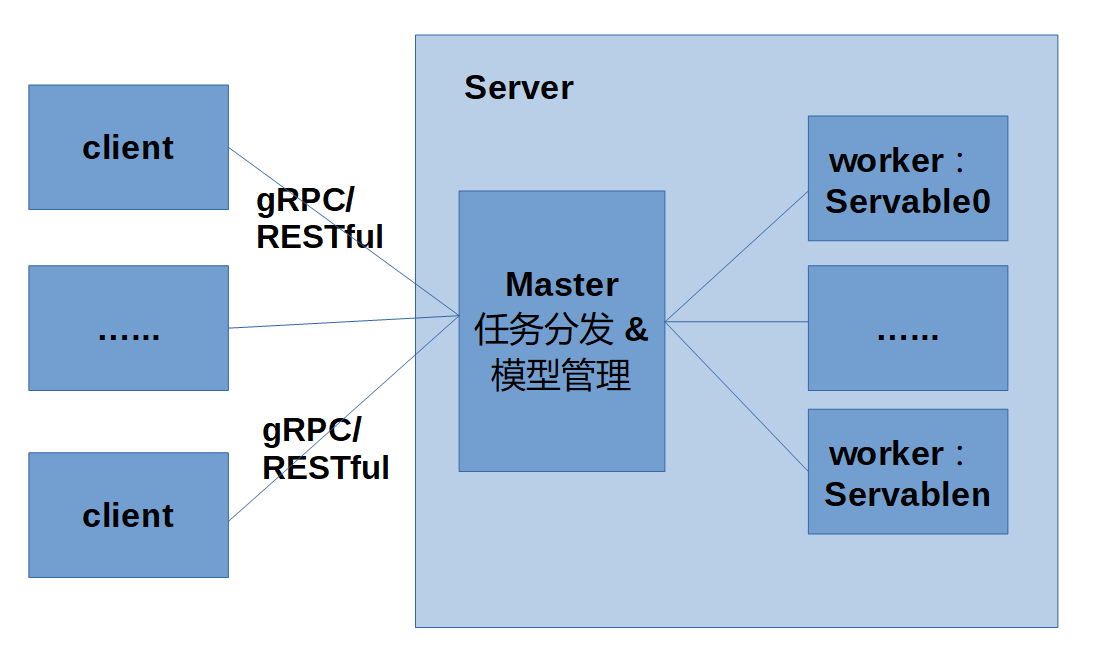 Server
client
gRPC/
RESTful
……
gRPC/
RESTful
client
Master
任务分发 &
模型管理
worker：
Servable0
……
worker：
Servablen